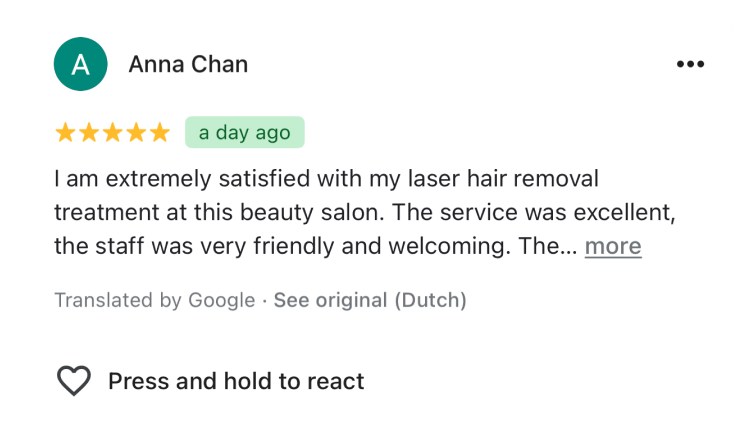 A
Anna Chan
a day ago
I am extremely satisfied with my laser hair removal
treatment at this beauty salon. The service was excellent,
the staff was very friendly and welcoming. The... more
Translated by Google · See original (Dutch)
Press and hold to react